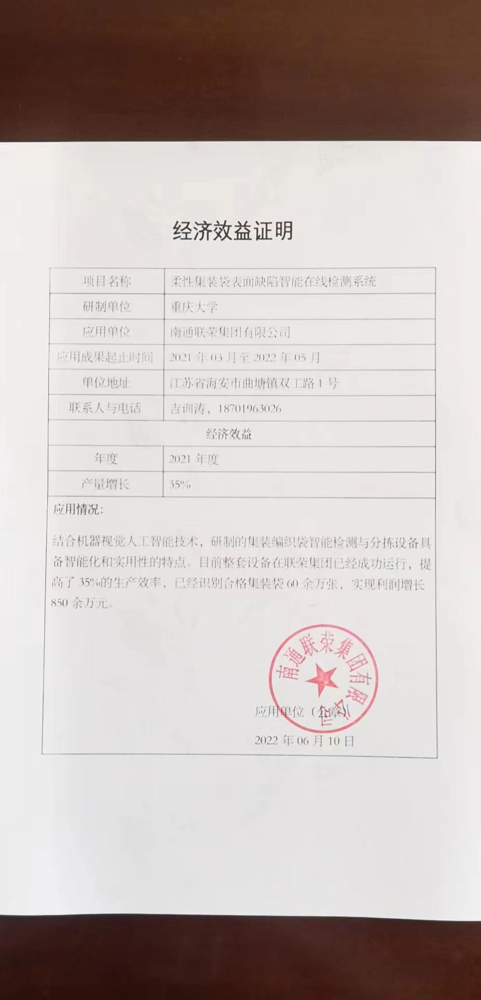 经济效益证明
项目名称 柔性集装袋表面缺陷智能在线检测系统
研制单位 重庆大学
应用单位 南通联荣集团有限公司
应用成果起止时间 2021 年 03 月至 2022 年 05 月
单位地址 江苏省海安市曲塘镇双工路 1 号
联系人与电话 吉训涛，18701963026
经济效益
年度 2021 年度
产量增长 35%
应用情况：
结合机器视觉人工智能技术，研制的集装编织袋智能检测与分拣设备具
备智能化和实用性的特点。目前整套设备在联荣集团已经成功运行，提
高了 35%的生产效率，已经识别合格集装袋 60 余万张，实现利润增长
850 余万元。
南通联荣集团有限公司
应用单位（公章）
2022 年 06 月 10 日